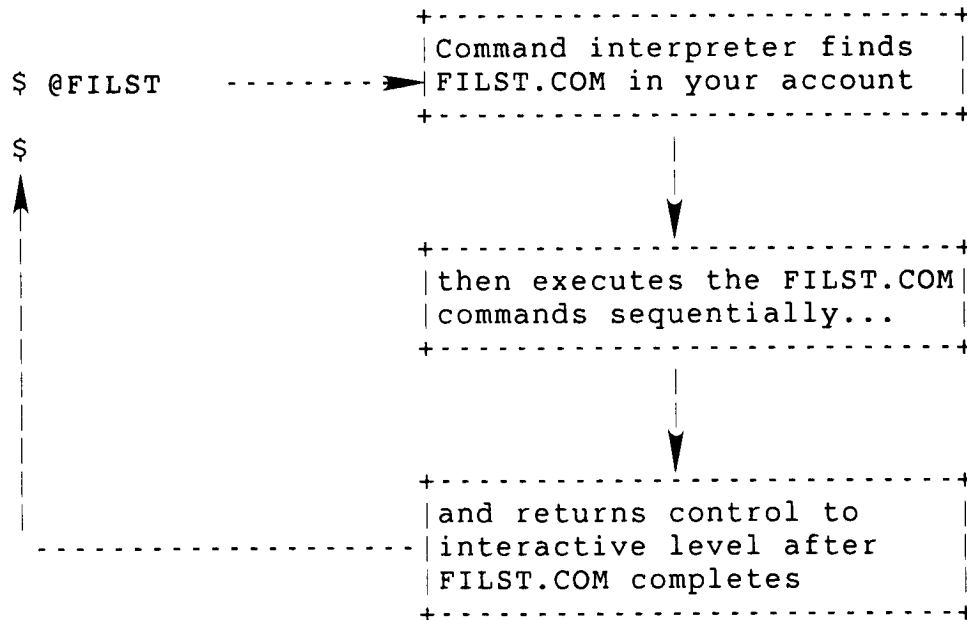 $ @FILST
Command interpreter finds
FILST.COM in your account
$
then executes the FILST.COM
commands sequentially...
and returns control to
interactive level after
FILST.COM completes